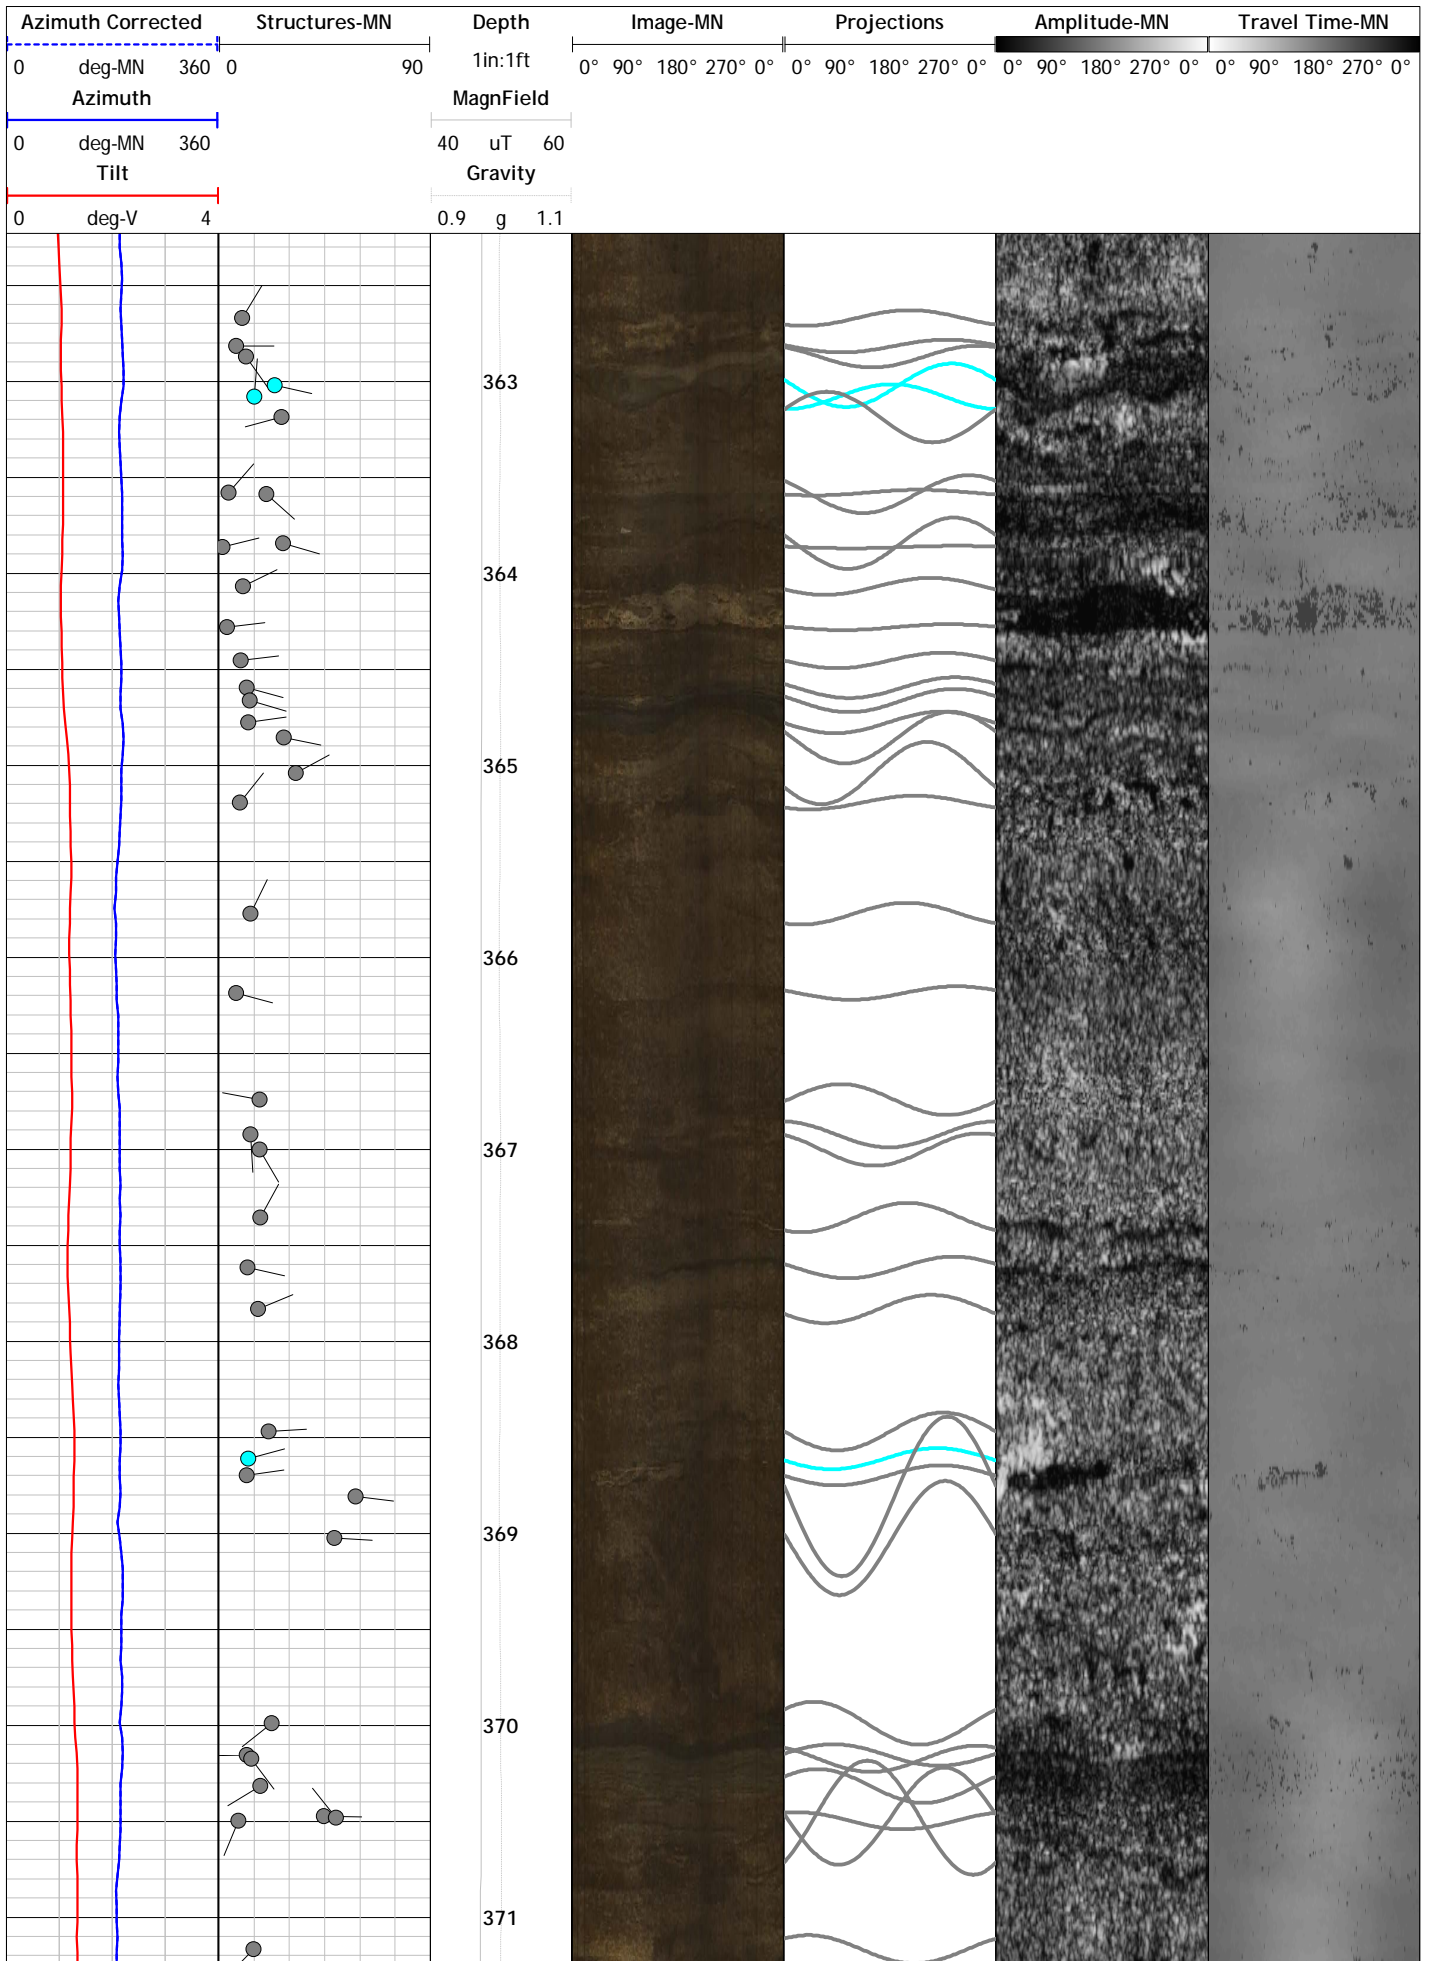 Azimuth Corrected Structures-MN Depth Image-MN Projections Amplitude-MN Travel Time-MN
0 deg-MN 360 0 90 1in:1ft 0° 90° 180° 270° 0° 0° 90° 180° 270° 0° 0° 90° 180° 270° 0° 0° 90° 180° 270° 0°
Azimuth MagnField
0 deg-MN 360 40 uT 60
Tilt Gravity
0 deg-V 4 0.9 g 1.1
363
364
365
366
367
368
369
370
371